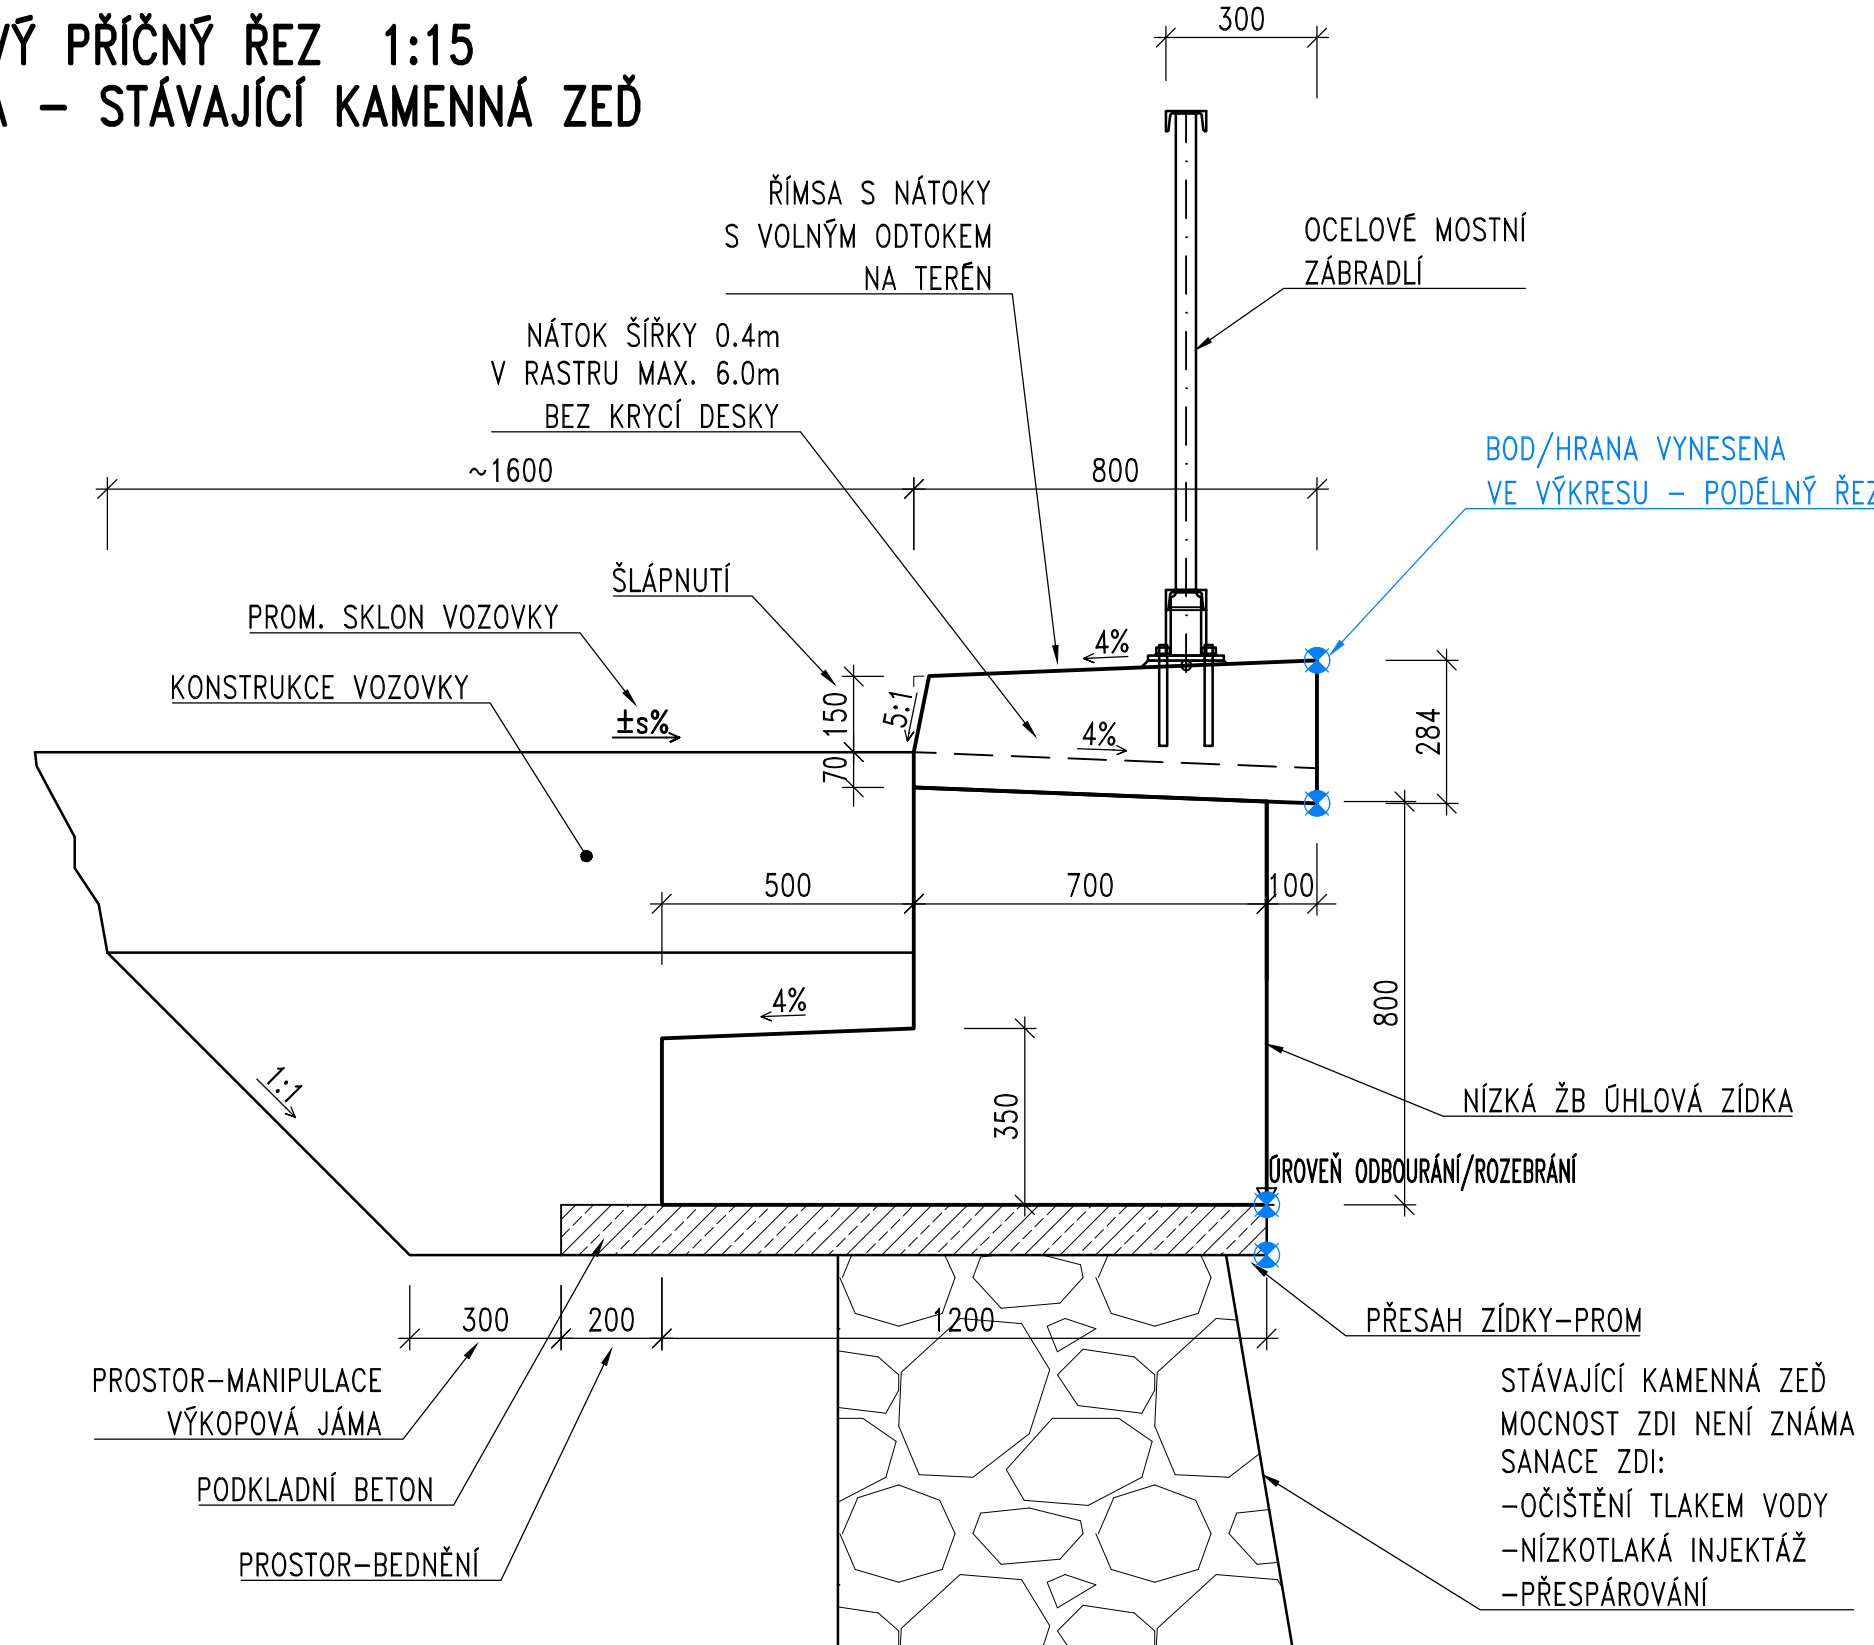 VÝ PŘÍČNÝ ŘEZ 1:15
A – STÁVAJÍCÍ KAMENNÁ ZEĎ
300
ŘÍMSA S NÁTOKY
S VOLNÝM ODTOKEM
NA TERÉN
OCELOVÉ MOSTNÍ
ZÁBRADLÍ
NÁTOK ŠÍŘKY 0.4m
V RASTRU MAX. 6.0m
BEZ KRYCÍ DESKY
BOD/HRANA VYNESENA
VE VÝKRESU – PODÉLNÝ ŘEZ
~1600
800
ŠLÁPNUTÍ
PROM. SKLON VOZOVKY
KONSTRUKCE VOZOVKY
±s%
150
70
5:1
4%
4%
284
500
700
100
800
4%
350
1:1
NÍZKÁ ŽB ÚHLOVÁ ZÍDKA
ÚROVEŇ ODBOURÁNÍ/ROZEBRÁNÍ
300
200
1200
PŘESAH ZÍDKY–PROM
PROSTOR–MANIPULACE
VÝKOPOVÁ JÁMA
PODKLADNÍ BETON
PROSTOR–BEDNĚNÍ
STÁVAJÍCÍ KAMENNÁ ZEĎ
MOCNOST ZDI NENÍ ZNÁMA
SANACE ZDI:
–OČIŠTĚNÍ TLAKEM VODY
–NÍZKOTLAKÁ INJEKTÁŽ
–PŘESPÁROVÁNÍ